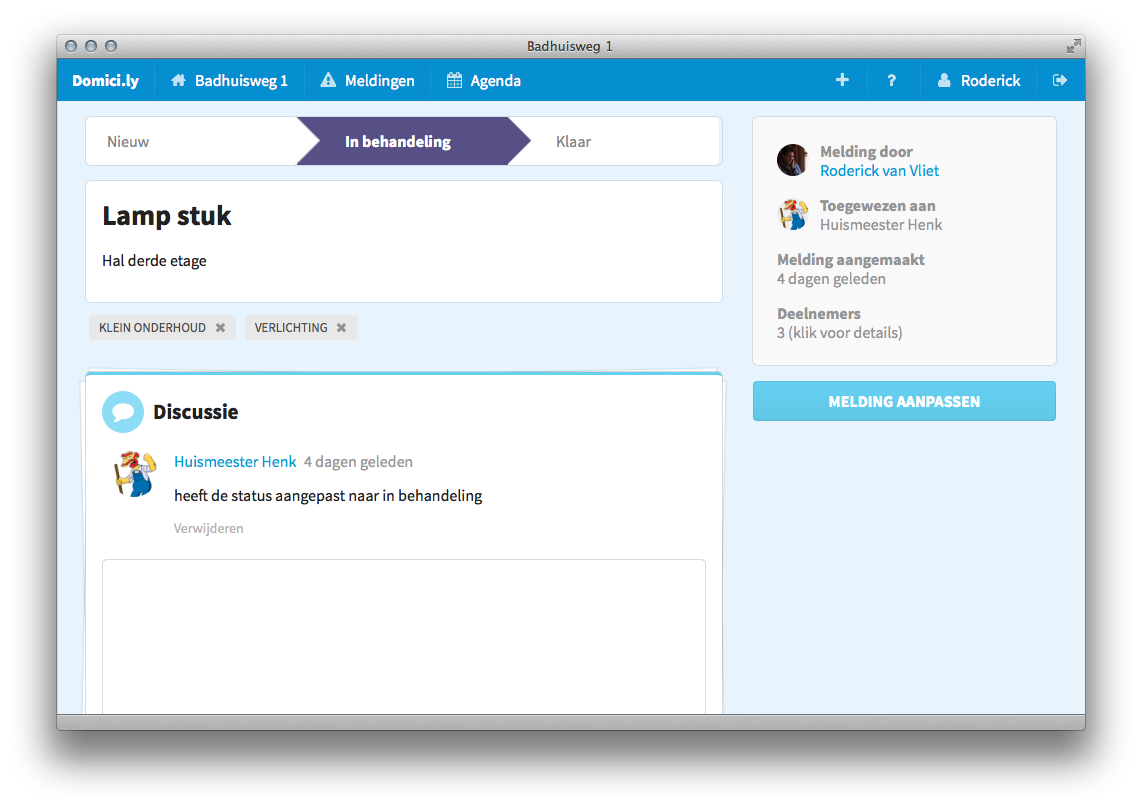 Badhuisweg 1
Domici.ly Badhuisweg 1 Meldingen Agenda + ? Roderick
Nieuw In behandeling Klaar
Lamp stuk
Hal derde etage
KLEIN ONDERHOUD ✖ VERLICHTING ✖
Discussie
Huismeester Henk 4 dagen geleden
heeft de status aangepast naar in behandeling
Verwijderen
Melding door
Roderick van Vliet
Toegewezen aan
Huismeester Henk
Melding aangemaakt
4 dagen geleden
Deelnemers
3 (klik voor details)
MELDING AANPASSEN